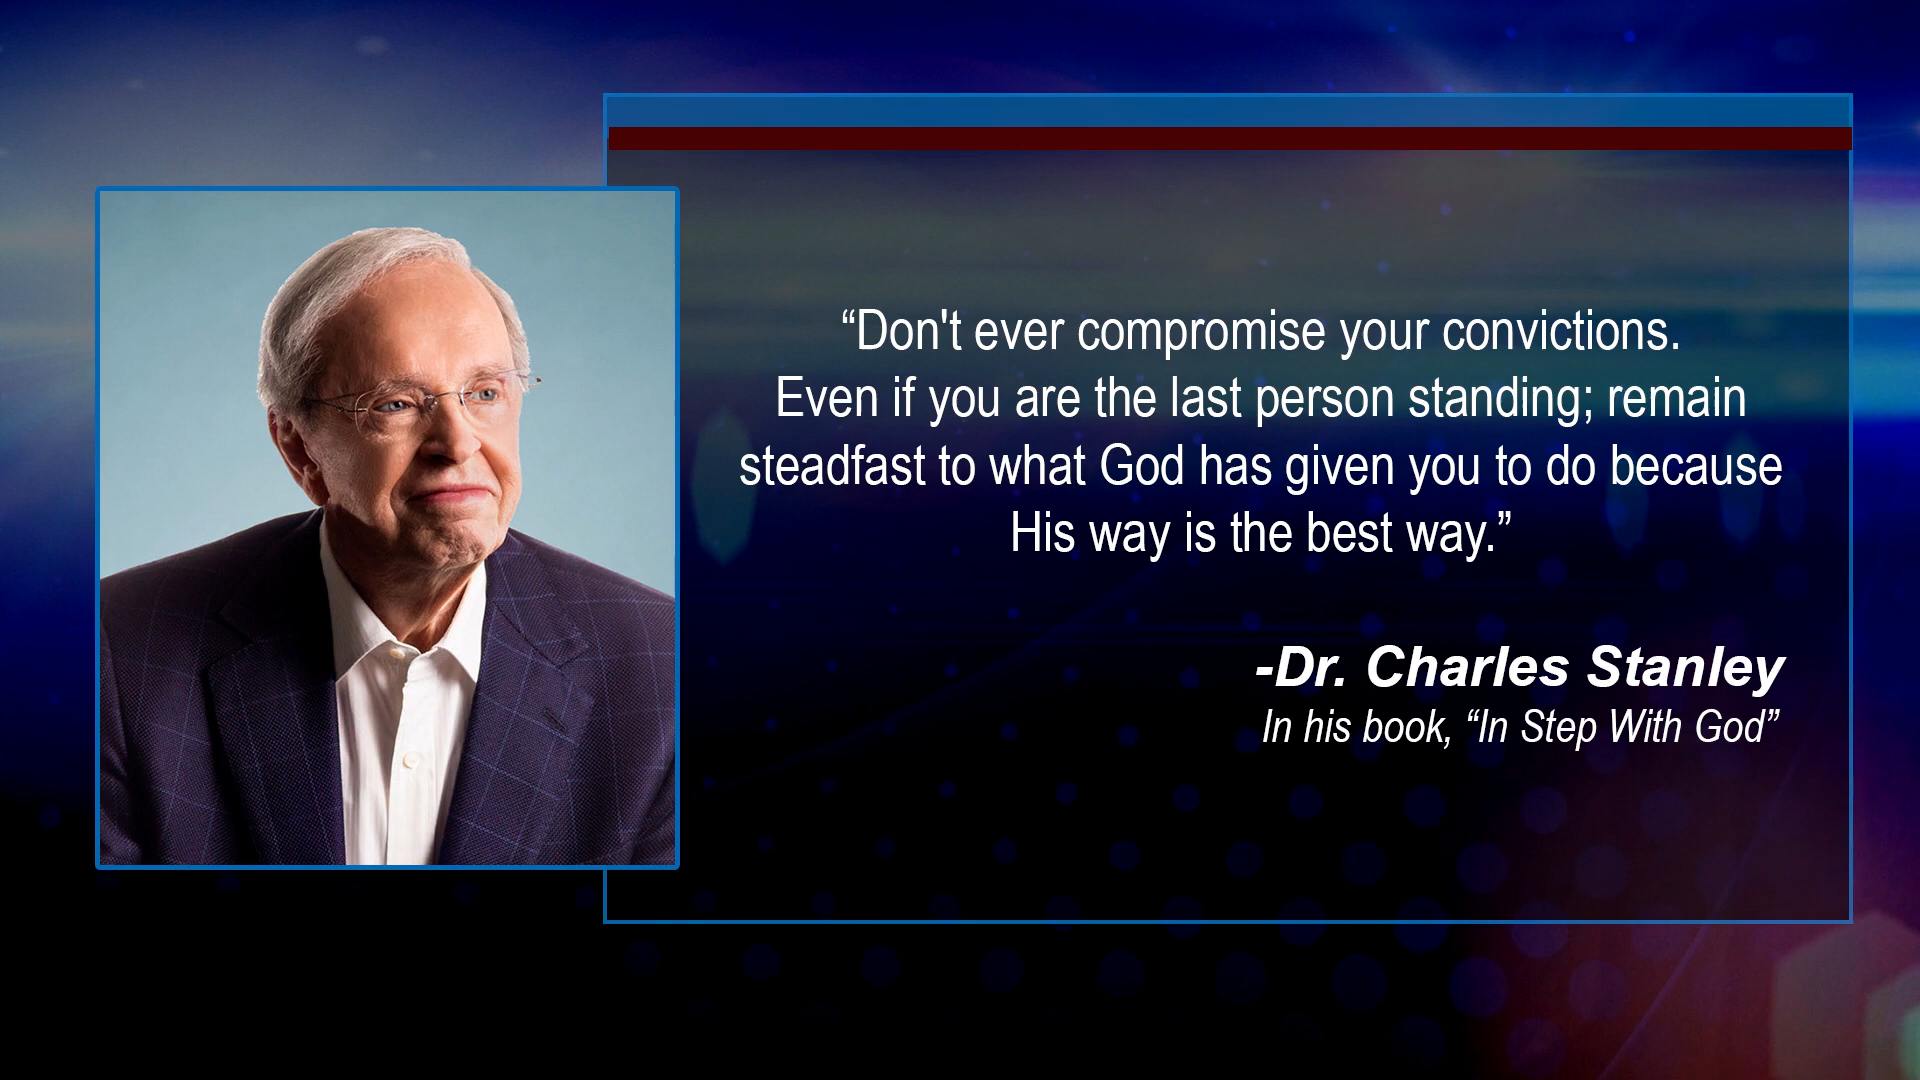 “Don't ever compromise your convictions.
Even if you are the last person standing; remain
steadfast to what God has given you to do because
His way is the best way.”
-Dr. Charles Stanley
In his book, “In Step With God”